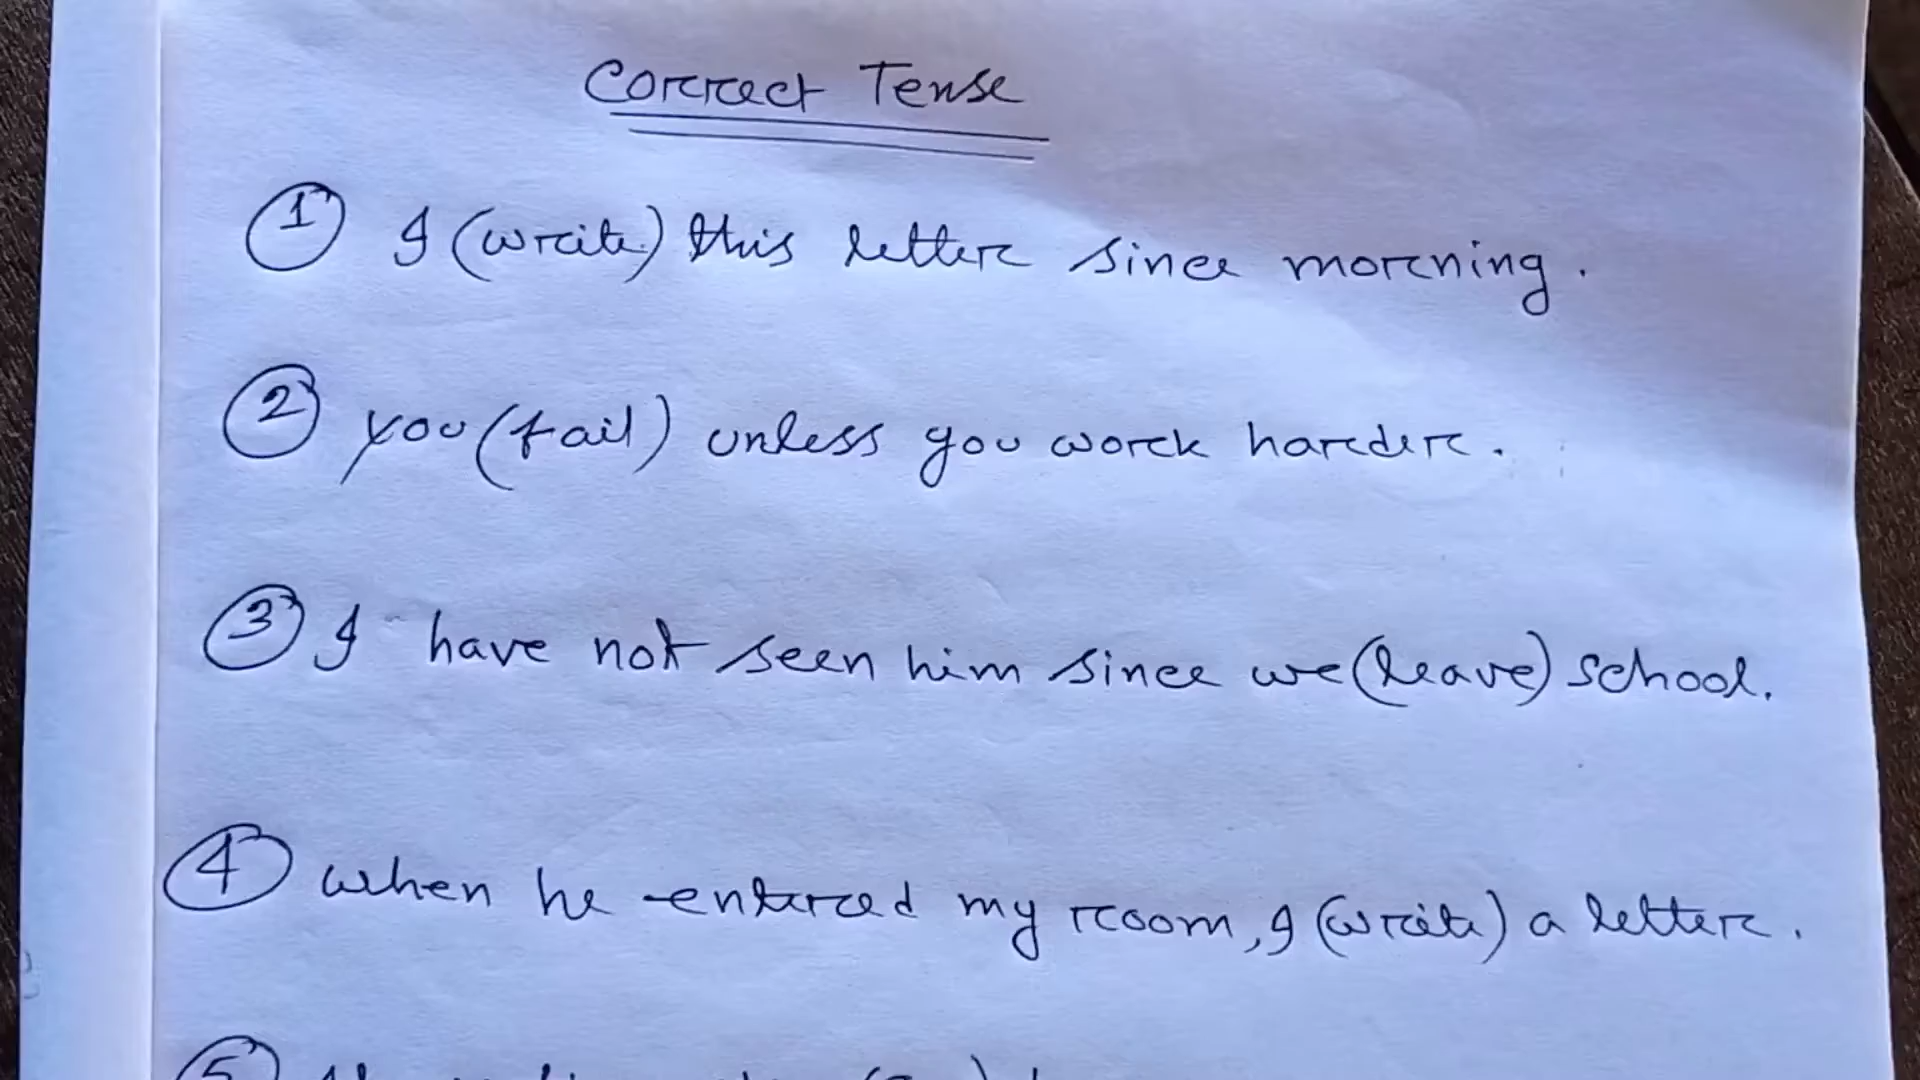 Correct Tense
① I (write) this letter since morning.
② You (fail) unless you work harder.
③ I have not seen him since we (leave) school.
④ when he entered my room, I (write) a letter.
⑤